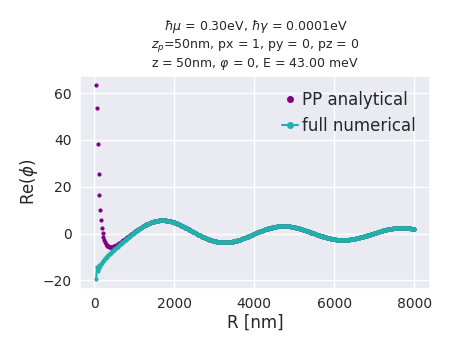 ℏμ = 0.30eV, ℏγ = 0.0001eV
z_p=50nm, px = 1, py = 0, pz = 0
z = 50nm, φ = 0, E = 43.00 meV
PP analytical
full numerical
Re(ϕ)
60
40
20
0
−20
0
2000
4000
6000
8000
R [nm]